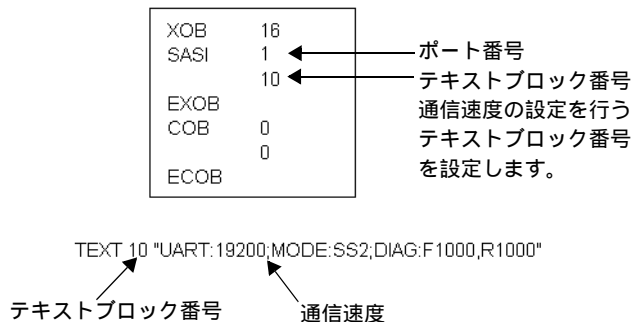 XOB 16
SASI 1
10
EXOB
COB 0
0
ECOB
ポート番号
テキストブロック番号
通信速度の設定を行う
テキストブロック番号
を設定します。
TEXT 10 "UART:19200;MODE:SS2;DIAG:F1000,R1000"
テキストブロック番号
通信速度